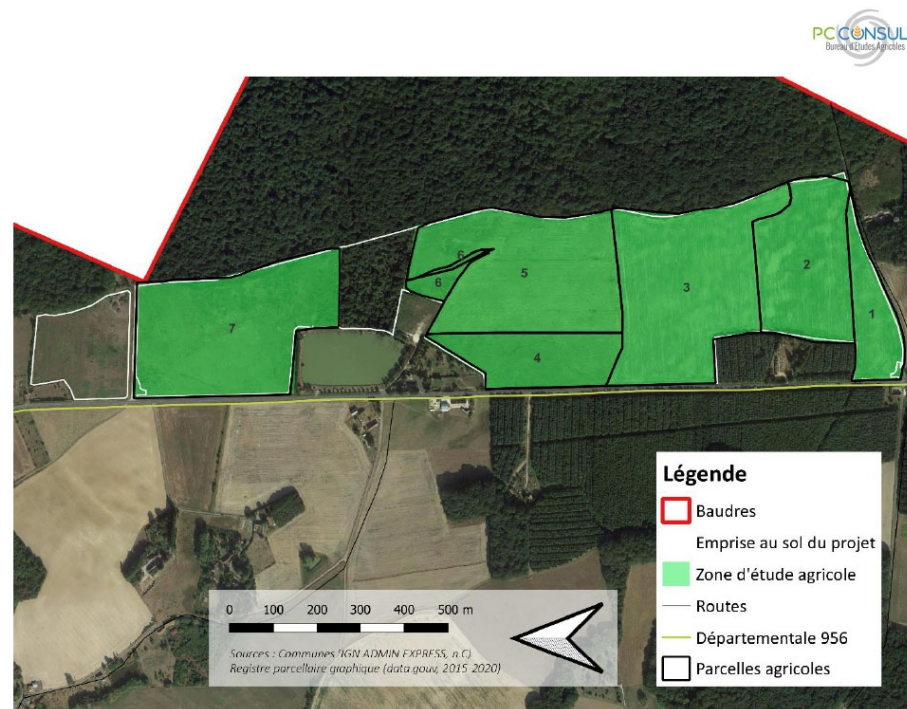 PC CONSUL
Bureau d'Etudes Agricoles
6
6
5
2
3
1
7
4
Légende
Baudres
Emprise au sol du projet
Zone d'étude agricole
Routes
Départementale 956
Parcelles agricoles
0 100 200 300 400 500 m
Sources : Communes (IGN ADMIN EXPRESS, n.C)
Registre parcellaire graphique (data.gouv, 2015-2020)